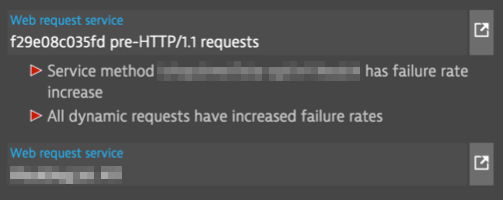 Web request service
f29e08c035fd pre-HTTP/1.1 requests
Service method has failure rate
increase
All dynamic requests have increased failure rates
Web request service